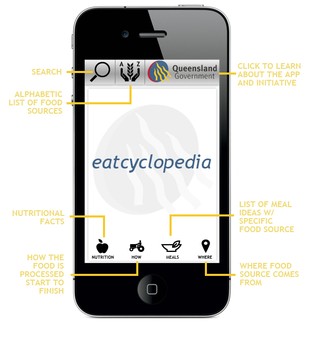 SEARCH
ALPHABETIC
LIST OF FOOD
SOURCES
A Z
Queensland
Government
CLICK TO LEARN
ABOUT THE APP
AND INITIATIVE
eatcyclopedia
NUTRITIONAL
FACTS
LIST OF MEAL
IDEAS W/
SPECIFIC
FOOD SOURCE
NUTRITION
HOW
MEALS
WHERE
HOW THE
FOOD IS
PROCESSED
START TO
FINISH
WHERE FOOD
SOURCE COMES
FROM